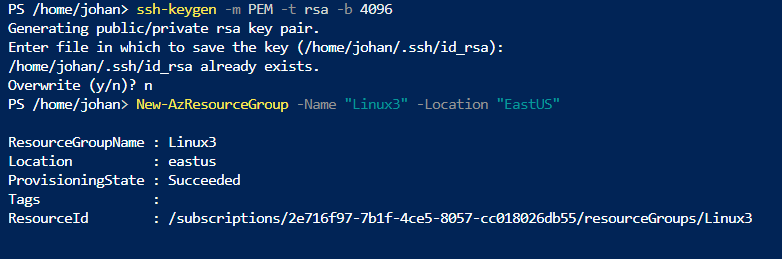 PS /home/johan> ssh-keygen -m PEM -t rsa -b 4096
Generating public/private rsa key pair.
Enter file in which to save the key (/home/johan/.ssh/id_rsa):
/home/johan/.ssh/id_rsa already exists.
Overwrite (y/n)? n
PS /home/johan> New-AzResourceGroup -Name "Linux3" -Location "EastUS"
ResourceGroupName : Linux3
Location : eastus
ProvisioningState : Succeeded
Tags :
ResourceId : /subscriptions/2e716f97-7b1f-4ce5-8057-cc018026db55/resourceGroups/Linux3